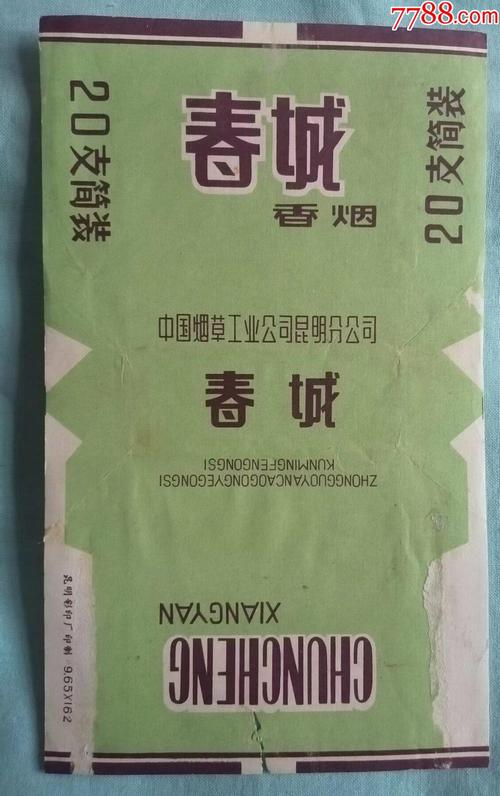 7788.com
20支简装
春城
香烟
20支简装
中国烟草工业公司昆明分公司
春城
ZHONGGUOYANCAOGONGYEGONGSI
KUNMINGFENGONGSI
CHUNCHENG
XIANGYAN
昆明彩印厂印制 965X162